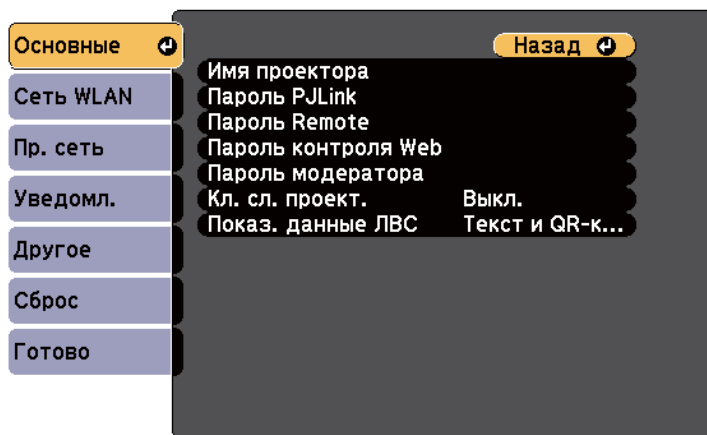 Основные
Сеть WLAN
Пр. сеть
Уведомл.
Другое
Сброс
Готово
Назад
Имя проектора
Пароль PJLink
Пароль Remote
Пароль контроля Web
Пароль модератора
Кл. сл. проект. Выкл.
Показ. данные ЛВС Текст и QR-к...